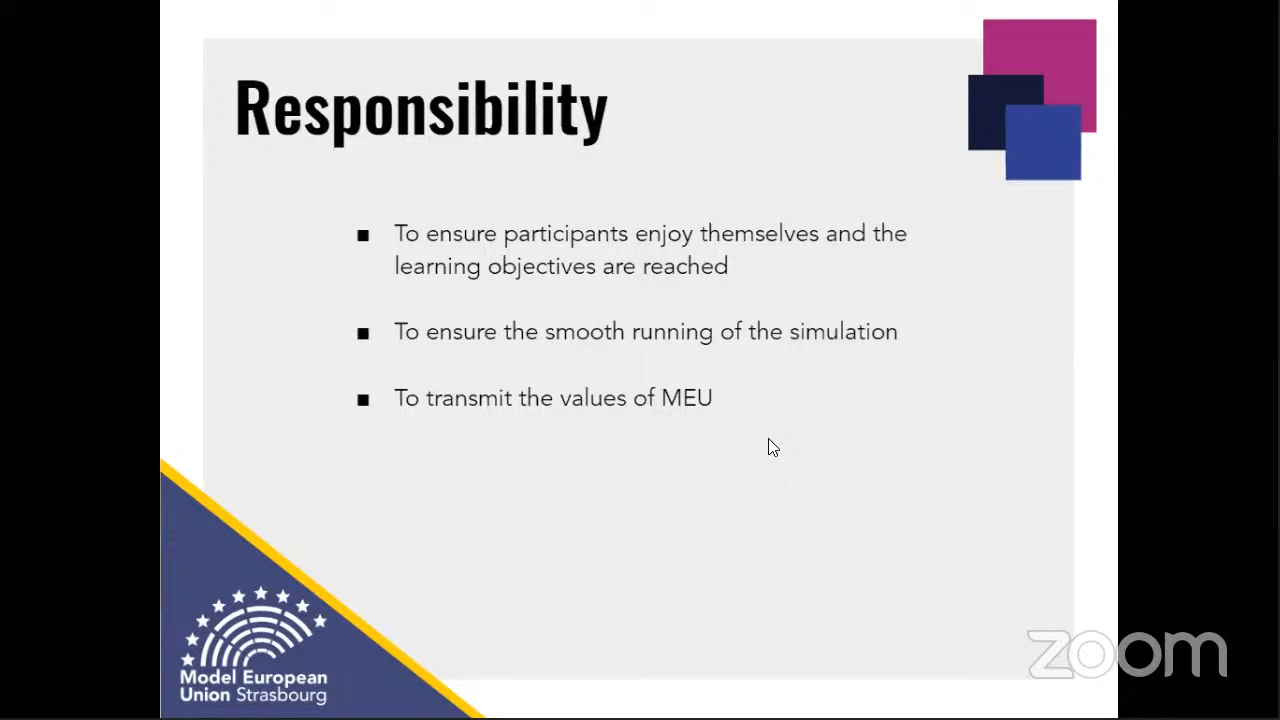 Responsibility
■ To ensure participants enjoy themselves and the
learning objectives are reached
■ To ensure the smooth running of the simulation
■ To transmit the values of MEU
Model European
Union Strasbourg
zoom